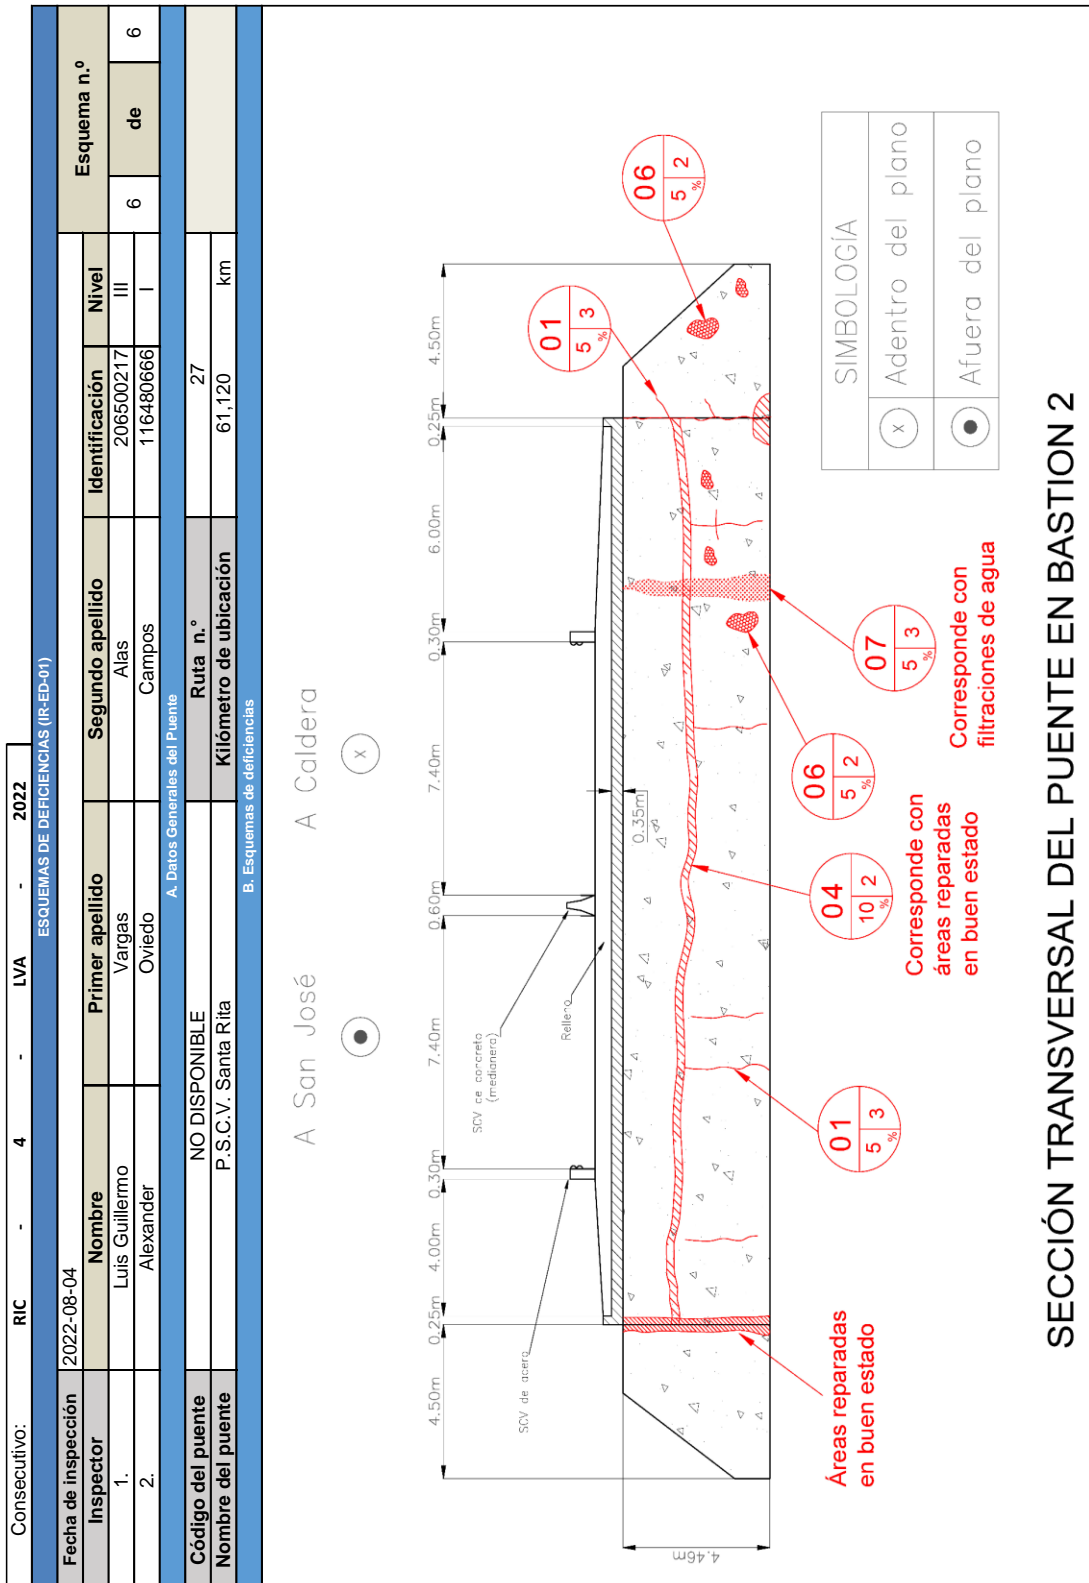 Consecutivo: RIC - 4 - LVA - 2022
ESQUEMAS DE DEFICIENCIAS (IR-ED-01)
Fecha de inspección 2022-08-04 Esquema n.º
Inspector Nombre Primer apellido Segundo apellido Identificación Nivel 6 de 6
1. Luis Guillermo Vargas Alas 206500217 III
2. Alexander Oviedo Campos 116480666 I
A. Datos Generales del Puente
Código del puente NO DISPONIBLE Ruta n.° 27
Nombre del puente P.S.C.V. Santa Rita Kilómetro de ubicación 61,120 km
B. Esquemas de deficiencias
A San José A Caldera
x
4.50m 0.25m 4.00m 0.30m 7.40m 0.60m 7.40m 0.30m 6.00m 0.25m 4.50m
SCV de acero
SCV de concreto
(medianera)
Relleno
0.35m
4.46m
01
5 % 3
06
5 % 2
Áreas reparadas
en buen estado
01
5 % 3
04
10 % 2
Corresponde con
áreas reparadas
en buen estado
06
5 % 2
07
5 % 3
Corresponde con
filtraciones de agua
SIMBOLOGÍA
x Adentro del plano
Afuera del plano
SECCIÓN TRANSVERSAL DEL PUENTE EN BASTION 2